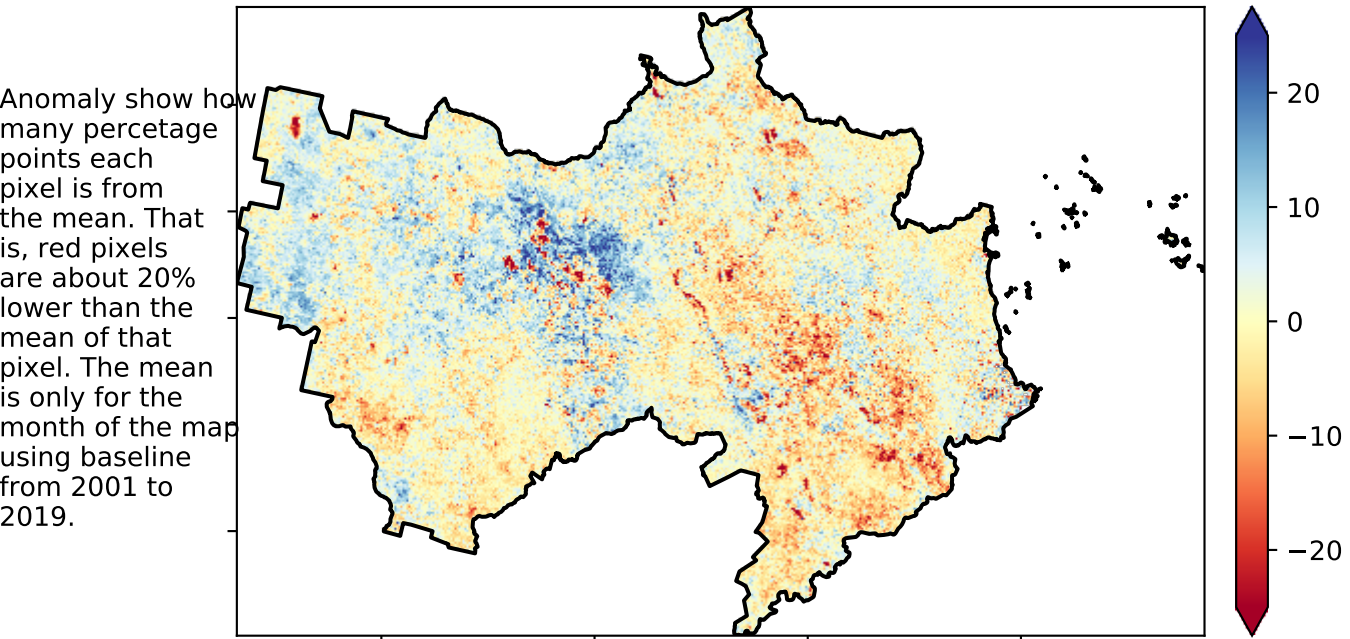 Anomaly show how
many percetage
points each
pixel is from
the mean. That
is, red pixels
are about 20%
lower than the
mean of that
pixel. The mean
is only for the
month of the map
using baseline
from 2001 to
2019.
20
10
0
−10
−20